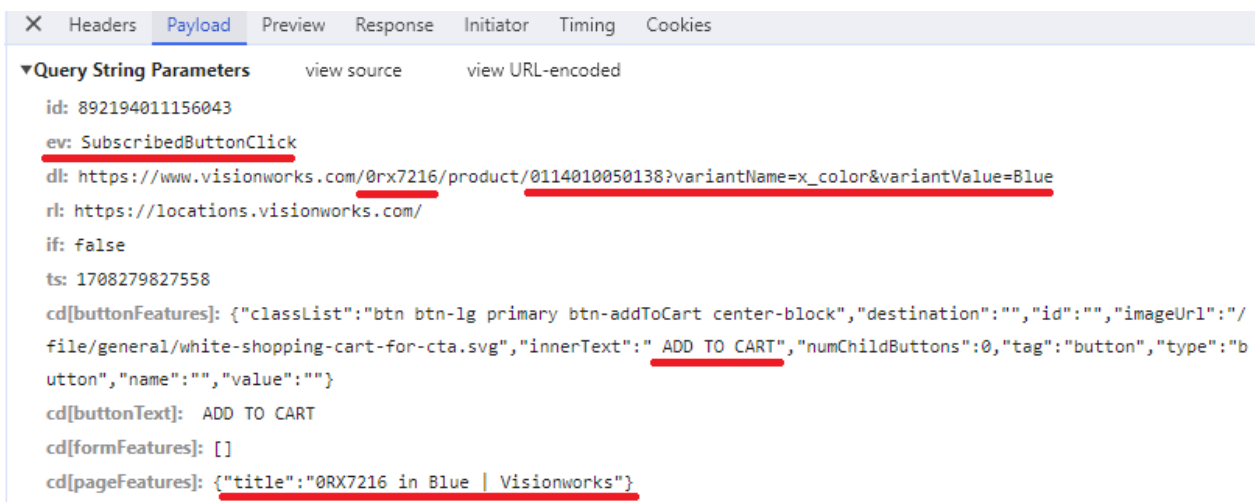 × Headers Payload Preview Response Initiator Timing Cookies
▼Query String Parameters view source view URL-encoded
id: 892194011156043
ev: SubscribedButtonClick
dl: https://www.visionworks.com/0rx7216/product/0114010050138?variantName=x_color&variantValue=Blue
rl: https://locations.visionworks.com/
if: false
ts: 1708279827558
cd[buttonFeatures]: {"classList":"btn btn-lg primary btn-addToCart center-block","destination":"","id":"","imageUrl":"/
file/general/white-shopping-cart-for-cta.svg","innerText":" ADD TO CART","numChildButtons":0,"tag":"button","type":"b
utton","name":"","value":""}
cd[buttonText]: ADD TO CART
cd[formFeatures]: []
cd[pageFeatures]: {"title":"0RX7216 in Blue | Visionworks"}